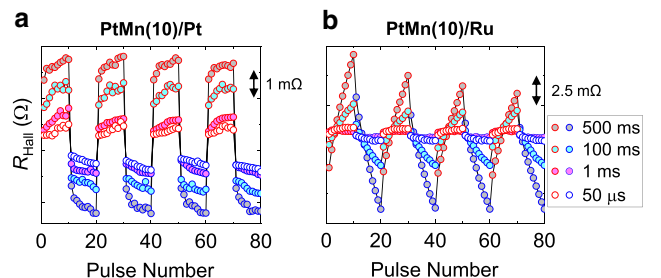 a
PtMn(10)/Pt
R_Hall (Ω)
1 mΩ
0 20 40 60 80
Pulse Number
b
PtMn(10)/Ru
2.5 mΩ
0 20 40 60 80
Pulse Number
500 ms
100 ms
1 ms
50 μs